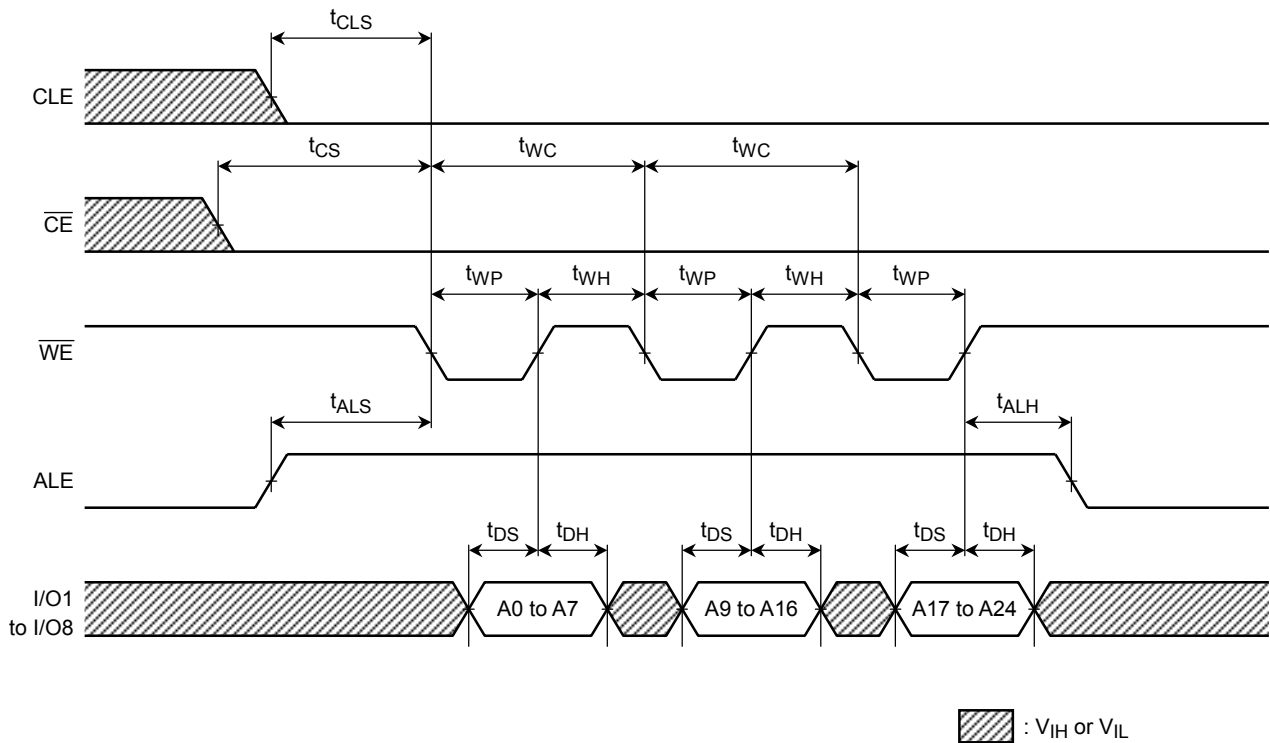 tCLS
CLE
tCS
tWC
tWC
CE
tWP
tWH
tWP
tWH
tWP
WE
tALS
tALH
ALE
tDS
tDH
tDS
tDH
tDS
tDH
I/O1
to I/O8
A0 to A7
A9 to A16
A17 to A24
: VIH or VIL